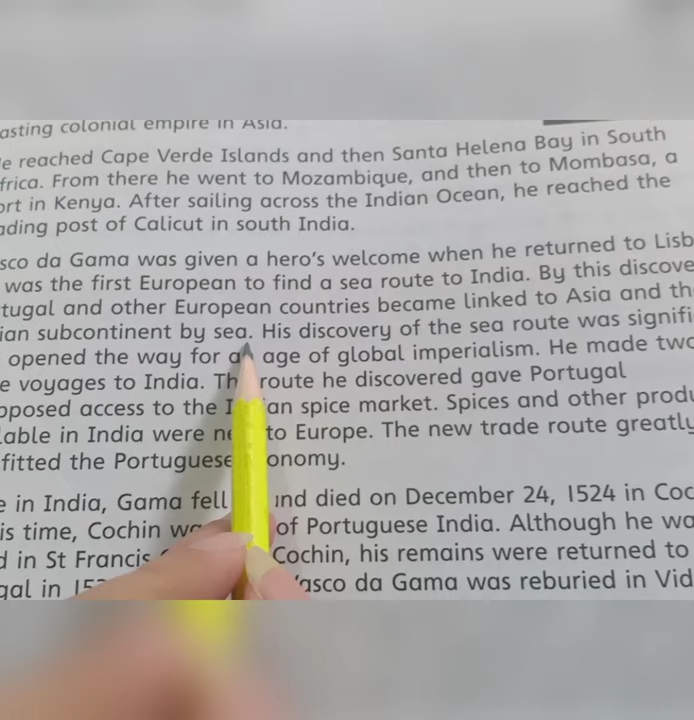 asting colonial empire in Asia.
e reached Cape Verde Islands and then Santa Helena Bay in South
frica. From there he went to Mozambique, and then to Mombasa, a
ort in Kenya. After sailing across the Indian Ocean, he reached the
ading post of Calicut in south India.
sco da Gama was given a hero's welcome when he returned to Lisb
was the first European to find a sea route to India. By this discove
tugal and other European countries became linked to Asia and th
ian subcontinent by sea. His discovery of the sea route was signifi
opened the way for a age of global imperialism. He made two
e voyages to India. Th route he discovered gave Portugal
pposed access to the I an spice market. Spices and other produ
lable in India were ne to Europe. The new trade route greatly
fitted the Portuguese onomy.
e in India, Gama fell and died on December 24, 1524 in Coc
is time, Cochin wa of Portuguese India. Although he wa
d in St Francis Cochin, his remains were returned to
gal in 15 Vasco da Gama was reburied in Vid